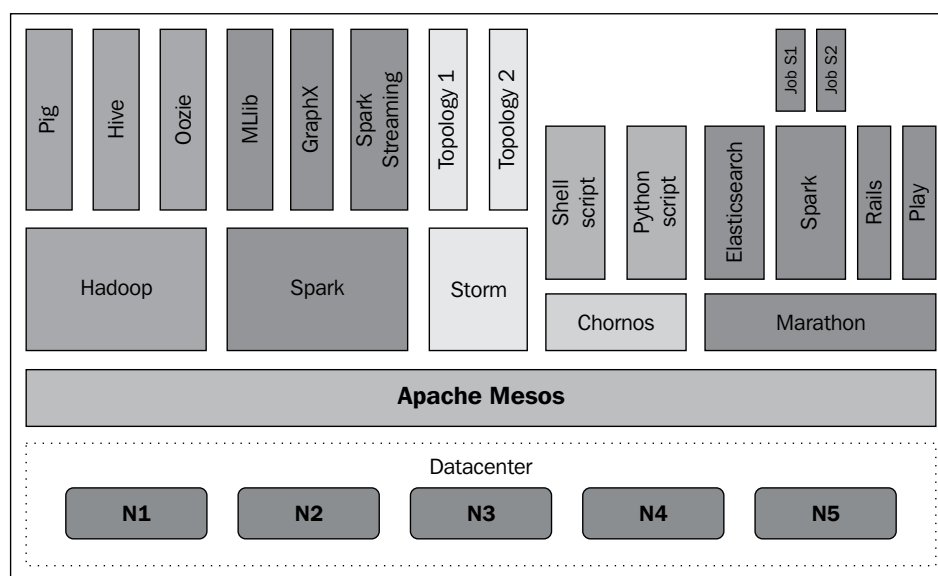 Pig
Hive
Oozie
MLlib
GraphX
Spark
Streaming
Topology 1
Topology 2
Job S1
Job S2
Shell
script
Python
script
Elasticsearch
Spark
Rails
Play
Hadoop
Spark
Storm
Chornos
Marathon
Apache Mesos
Datacenter
N1
N2
N3
N4
N5